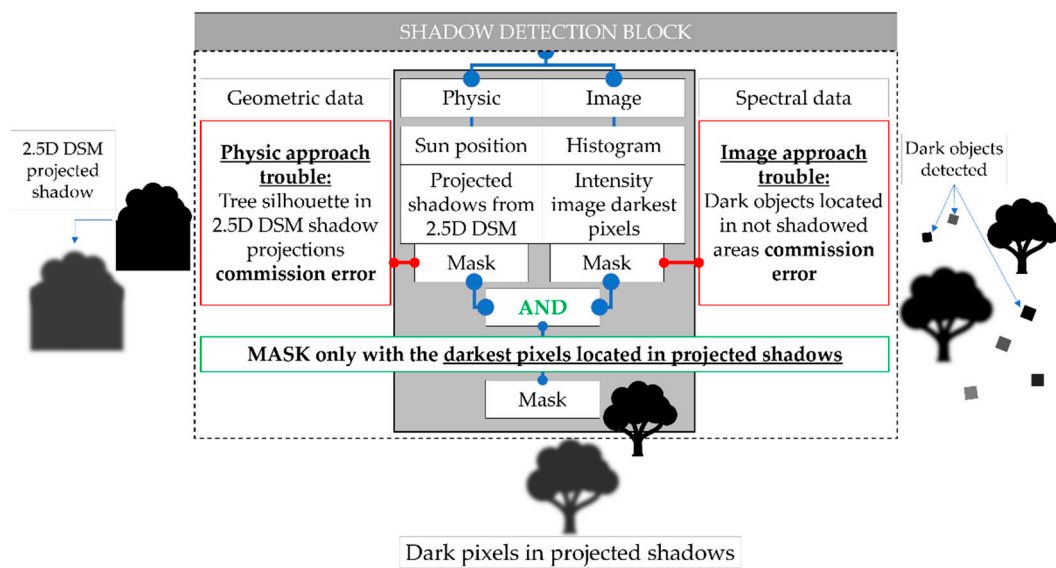 SHADOW DETECTION BLOCK
Geometric data
Physic
Image
Spectral data
2.5D DSM
projected
shadow
Physic approach
trouble:
Tree silhouette in
2.5D DSM shadow
projections
commission error
Sun position
Projected
shadows from
2.5D DSM
Mask
Histogram
Intensity
image darkest
pixels
Mask
Image approach
trouble:
Dark objects located
in not shadowed
areas commission
error
Dark objects
detected
AND
MASK only with the darkest pixels located in projected shadows
Mask
Dark pixels in projected shadows